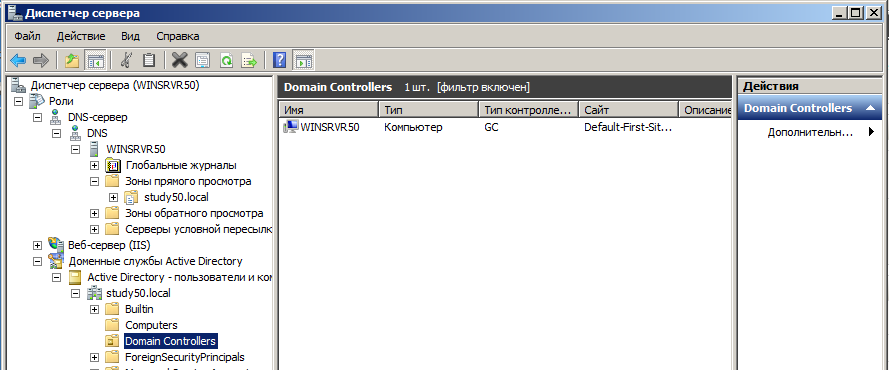 Диспетчер сервера
Файл Действие Вид Справка
Диспетчер сервера (WINSRVR50)
Роли
DNS-сервер
DNS
WINSRVR50
Глобальные журналы
Зоны прямого просмотра
study50.local
Зоны обратного просмотра
Серверы условной пересылк
Веб-сервер (IIS)
Доменные службы Active Directory
Active Directory - пользователи и ком
study50.local
Builtin
Computers
Domain Controllers
ForeignSecurityPrincipals
Domain Controllers 1 шт. [фильтр включен]
Имя Тип Тип контролле... Сайт Описание
WINSRVR50 Компьютер GC Default-First-Sit...
Действия
Domain Controllers
Дополнительн...